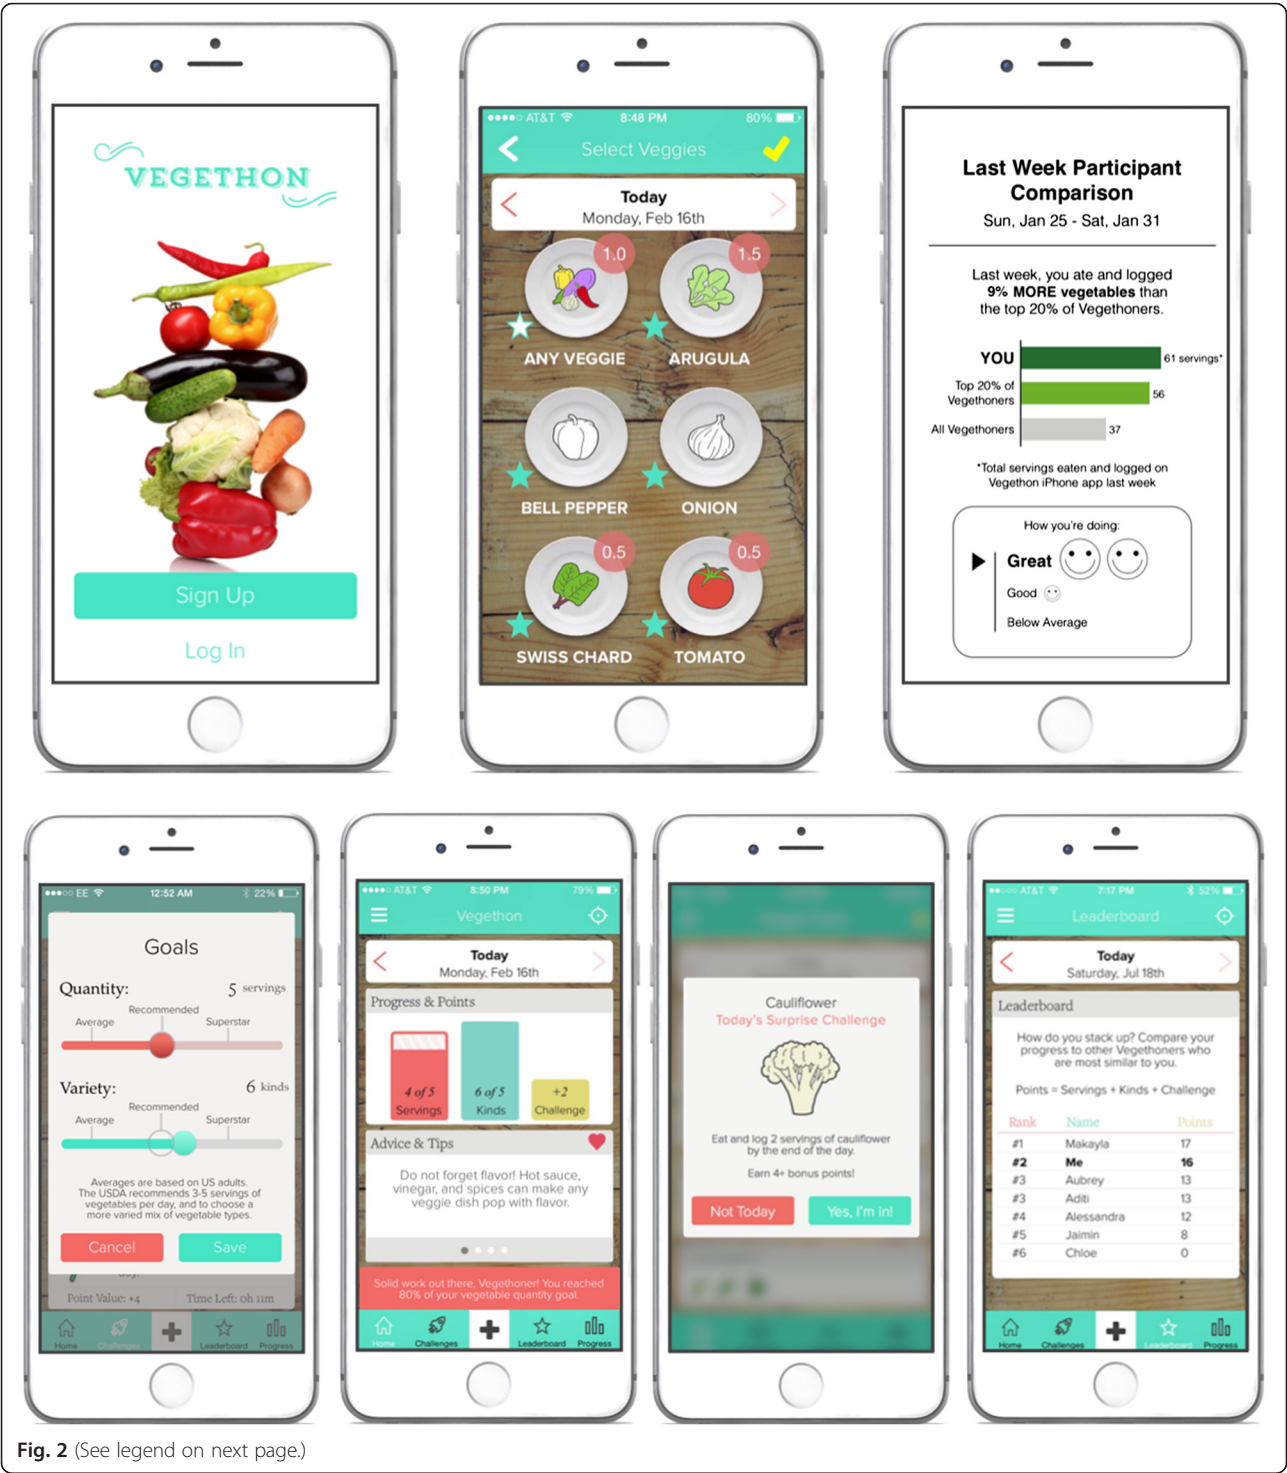 VEGETHON
Sign Up
Log In
AT&T 8:48 PM 80%
Select Veggies
Today
Monday, Feb 16th
1.0 1.5
ANY VEGGIE ARUGULA
BELL PEPPER ONION
0.5 0.5
SWISS CHARD TOMATO
Last Week Participant
Comparison
Sun, Jan 25 - Sat, Jan 31
Last week, you ate and logged
9% MORE vegetables than
the top 20% of Vegethoners.
YOU 61 servings*
Top 20% of
Vegethoners 56
All Vegethoners 37
*Total servings eaten and logged on
Vegethon iPhone app last week
How you're doing:
Great
Good
Below Average
EE 12:52 AM 22%
Goals
Quantity: 5 servings
Recommended
Average Superstar
Variety: 6 kinds
Recommended
Average Superstar
Averages are based on US adults.
The USDA recommends 3-5 servings of
vegetables per day, and to choose a
more varied mix of vegetable types.
Cancel Save
day.
Point Value: +4 Time Left: 0h 11m
Home Challenges Leaderboard Progress
AT&T 8:50 PM 79%
Vegethon
Today
Monday, Feb 16th
Progress & Points
4 of 5 6 of 5 +2
Servings Kinds Challenge
Advice & Tips
Do not forget flavor! Hot sauce,
vinegar, and spices can make any
veggie dish pop with flavor.
Solid work out there, Vegethoner! You reached
80% of your vegetable quantity goal.
Home Challenges Leaderboard Progress
Cauliflower
Today's Surprise Challenge
Eat and log 2 servings of cauliflower
by the end of the day.
Earn 4+ bonus points!
Not Today Yes, I'm in!
AT&T 7:17 PM 52%
Leaderboard
Today
Saturday, Jul 18th
Leaderboard
How do you stack up? Compare your
progress to other Vegethoners who
are most similar to you.
Points = Servings + Kinds + Challenge
Rank Name Points
#1 Makayla 17
#2 Me 16
#3 Aubrey 13
#3 Aditi 13
#4 Alessandra 12
#5 Jaimin 8
#6 Chloe 0
Home Challenges Leaderboard Progress
Fig. 2 (See legend on next page.)